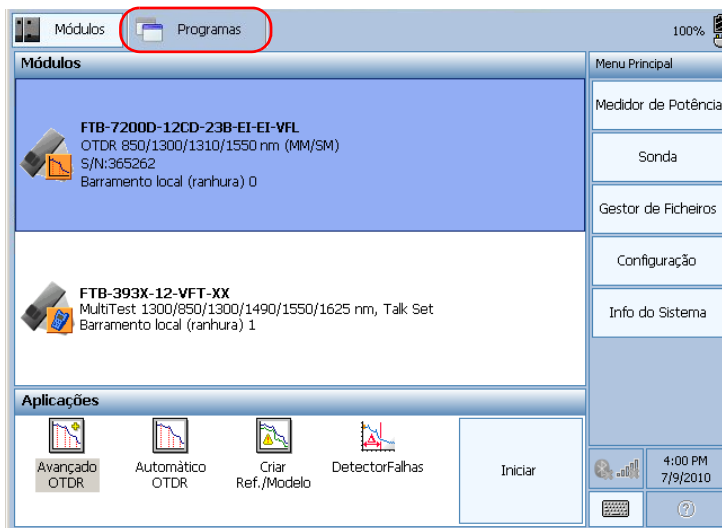 Módulos
Programas
100%
Módulos
FTB-7200D-12CD-23B-EI-EI-VFL
OTDR 850/1300/1310/1550 nm (MM/SM)
S/N:365262
Barramento local (ranhura) 0
FTB-393X-12-VFT-XX
MultiTest 1300/850/1300/1490/1550/1625 nm, Talk Set
Barramento local (ranhura) 1
Aplicações
Avançado
OTDR
Automàtico
OTDR
Criar
Ref./Modelo
DetectorFalhas
Iniciar
Menu Principal
Medidor de Potência
Sonda
Gestor de Ficheiros
Configuração
Info do Sistema
4:00 PM
7/9/2010
?